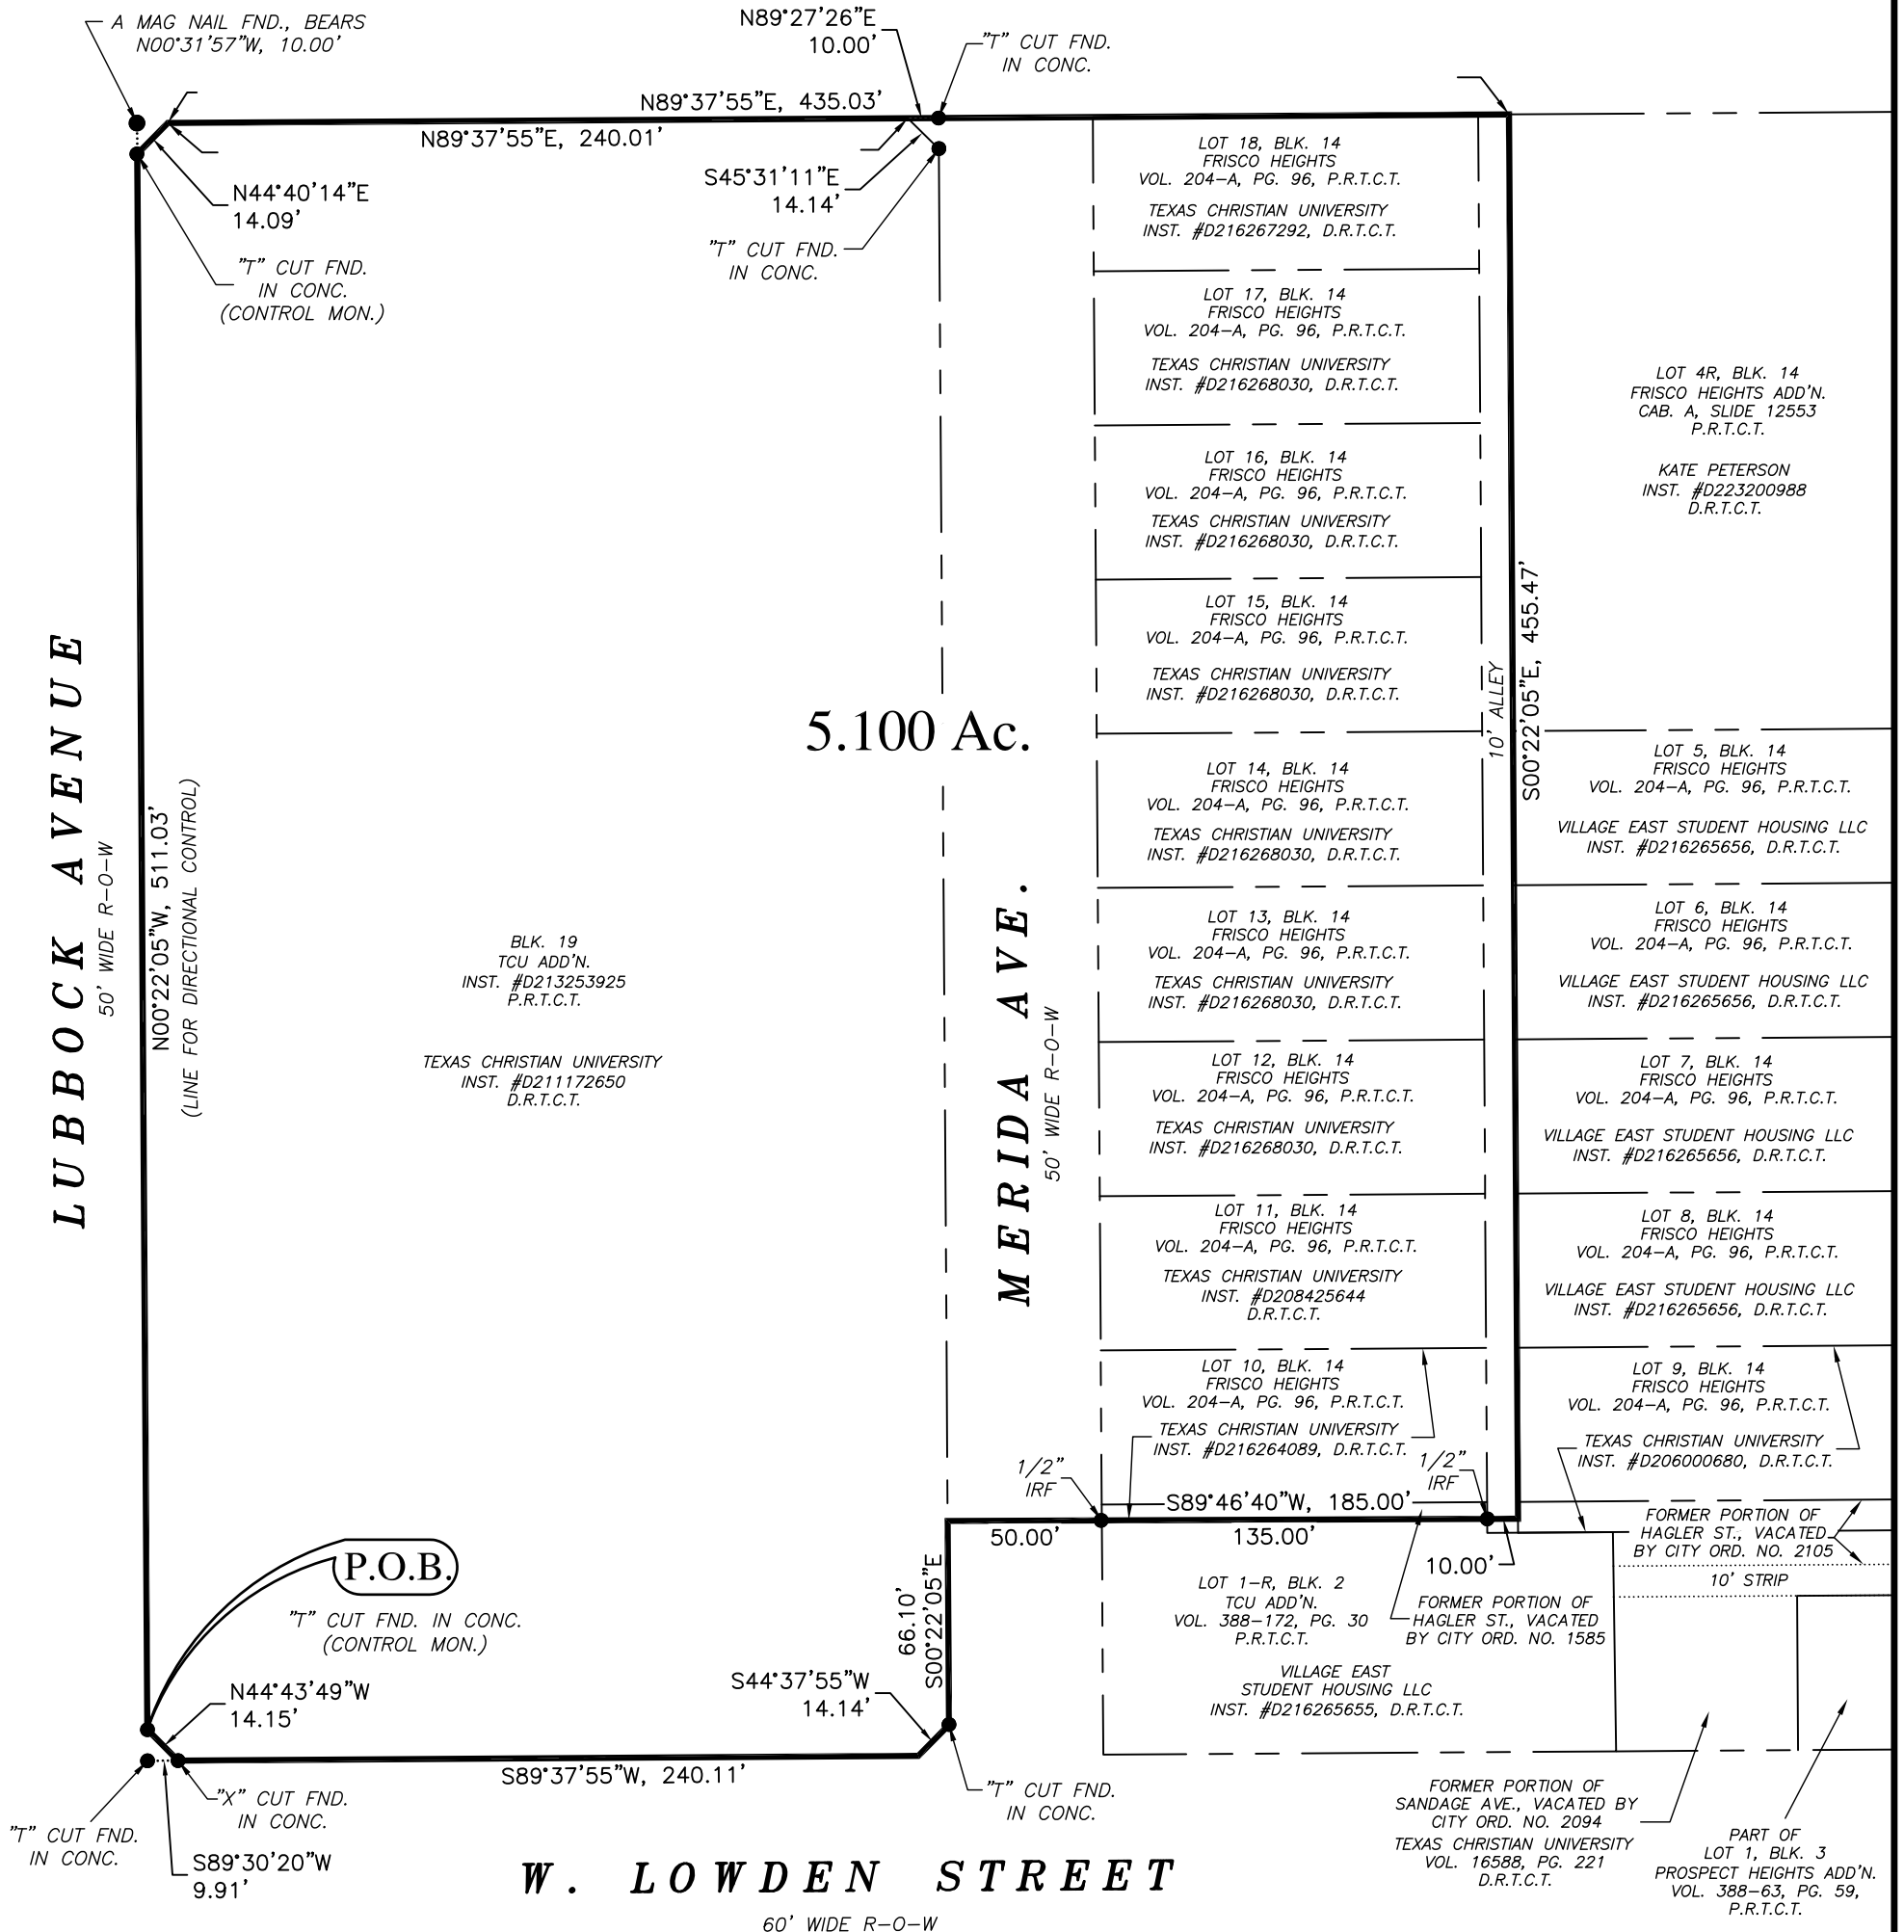 A MAG NAIL FND., BEARS
N00°31'57"W, 10.00'
N89°27'26"E
10.00'
"T" CUT FND.
IN CONC.
N89°37'55"E, 435.03'
N89°37'55"E, 240.01'
N44°40'14"E
14.09'
S45°31'11"E
14.14'
"T" CUT FND.
IN CONC.
(CONTROL MON.)
"T" CUT FND.
IN CONC.
LOT 18, BLK. 14
FRISCO HEIGHTS
VOL. 204-A, PG. 96, P.R.T.C.T.
TEXAS CHRISTIAN UNIVERSITY
INST. #D216267292, D.R.T.C.T.
LOT 17, BLK. 14
FRISCO HEIGHTS
VOL. 204-A, PG. 96, P.R.T.C.T.
TEXAS CHRISTIAN UNIVERSITY
INST. #D216268030, D.R.T.C.T.
LOT 16, BLK. 14
FRISCO HEIGHTS
VOL. 204-A, PG. 96, P.R.T.C.T.
TEXAS CHRISTIAN UNIVERSITY
INST. #D216268030, D.R.T.C.T.
LOT 15, BLK. 14
FRISCO HEIGHTS
VOL. 204-A, PG. 96, P.R.T.C.T.
TEXAS CHRISTIAN UNIVERSITY
INST. #D216268030, D.R.T.C.T.
LOT 14, BLK. 14
FRISCO HEIGHTS
VOL. 204-A, PG. 96, P.R.T.C.T.
TEXAS CHRISTIAN UNIVERSITY
INST. #D216268030, D.R.T.C.T.
LOT 13, BLK. 14
FRISCO HEIGHTS
VOL. 204-A, PG. 96, P.R.T.C.T.
TEXAS CHRISTIAN UNIVERSITY
INST. #D216268030, D.R.T.C.T.
LOT 12, BLK. 14
FRISCO HEIGHTS
VOL. 204-A, PG. 96, P.R.T.C.T.
TEXAS CHRISTIAN UNIVERSITY
INST. #D216268030, D.R.T.C.T.
LOT 11, BLK. 14
FRISCO HEIGHTS
VOL. 204-A, PG. 96, P.R.T.C.T.
TEXAS CHRISTIAN UNIVERSITY
INST. #D208425644
D.R.T.C.T.
LOT 10, BLK. 14
FRISCO HEIGHTS
VOL. 204-A, PG. 96, P.R.T.C.T.
TEXAS CHRISTIAN UNIVERSITY
INST. #D216264089, D.R.T.C.T.
10' ALLEY
S00°22'05"E, 455.47'
LOT 4R, BLK. 14
FRISCO HEIGHTS ADD'N.
CAB. A, SLIDE 12553
P.R.T.C.T.
KATE PETERSON
INST. #D223200988
D.R.T.C.T.
LOT 5, BLK. 14
FRISCO HEIGHTS
VOL. 204-A, PG. 96, P.R.T.C.T.
VILLAGE EAST STUDENT HOUSING LLC
INST. #D216265656, D.R.T.C.T.
LOT 6, BLK. 14
FRISCO HEIGHTS
VOL. 204-A, PG. 96, P.R.T.C.T.
VILLAGE EAST STUDENT HOUSING LLC
INST. #D216265656, D.R.T.C.T.
LOT 7, BLK. 14
FRISCO HEIGHTS
VOL. 204-A, PG. 96, P.R.T.C.T.
VILLAGE EAST STUDENT HOUSING LLC
INST. #D216265656, D.R.T.C.T.
LOT 8, BLK. 14
FRISCO HEIGHTS
VOL. 204-A, PG. 96, P.R.T.C.T.
VILLAGE EAST STUDENT HOUSING LLC
INST. #D216265656, D.R.T.C.T.
LOT 9, BLK. 14
FRISCO HEIGHTS
VOL. 204-A, PG. 96, P.R.T.C.T.
TEXAS CHRISTIAN UNIVERSITY
INST. #D206000680, D.R.T.C.T.
5.100 Ac.
LUBBOCK AVENUE
50' WIDE R-O-W
N00°22'05"W, 511.03'
(LINE FOR DIRECTIONAL CONTROL)
BLK. 19
TCU ADD'N.
INST. #D213253925
P.R.T.C.T.
TEXAS CHRISTIAN UNIVERSITY
INST. #D211172650
D.R.T.C.T.
MERIDA AVE.
50' WIDE R-O-W
1/2"
IRF
1/2"
IRF
S89°46'40"W, 185.00'
50.00'
135.00'
10.00'
66.10'
S00°22'05"E
FORMER PORTION OF
HAGLER ST., VACATED
BY CITY ORD. NO. 2105
10' STRIP
LOT 1-R, BLK. 2
TCU ADD'N.
VOL. 388-172, PG. 30
P.R.T.C.T.
VILLAGE EAST
STUDENT HOUSING LLC
INST. #D216265655, D.R.T.C.T.
FORMER PORTION OF
HAGLER ST., VACATED
BY CITY ORD. NO. 1585
P.O.B.
"T" CUT FND. IN CONC.
(CONTROL MON.)
N44°43'49"W
14.15'
S44°37'55"W
14.14'
S89°37'55"W, 240.11'
"X" CUT FND.
IN CONC.
"T" CUT FND.
IN CONC.
S89°30'20"W
9.91'
"T" CUT FND.
IN CONC.
FORMER PORTION OF
SANDAGE AVE., VACATED BY
CITY ORD. NO. 2094
TEXAS CHRISTIAN UNIVERSITY
VOL. 16588, PG. 221
D.R.T.C.T.
PART OF
LOT 1, BLK. 3
PROSPECT HEIGHTS ADD'N.
VOL. 388-63, PG. 59,
P.R.T.C.T.
W. LOWDEN STREET
60' WIDE R-O-W